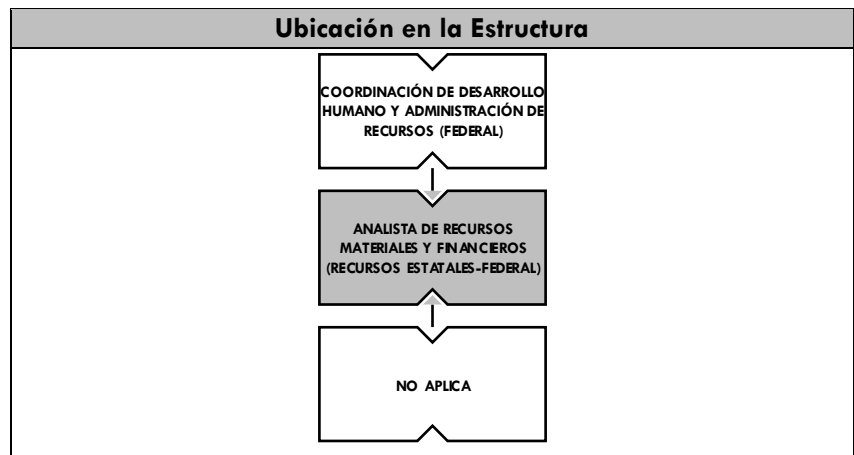 Ubicación en la Estructura
COORDINACIÓN DE DESARROLLO
HUMANO Y ADMINISTRACIÓN DE
RECURSOS (FEDERAL)
ANALISTA DE RECURSOS
MATERIALES Y FINANCIEROS
(RECURSOS ESTATALES-FEDERAL)
NO APLICA